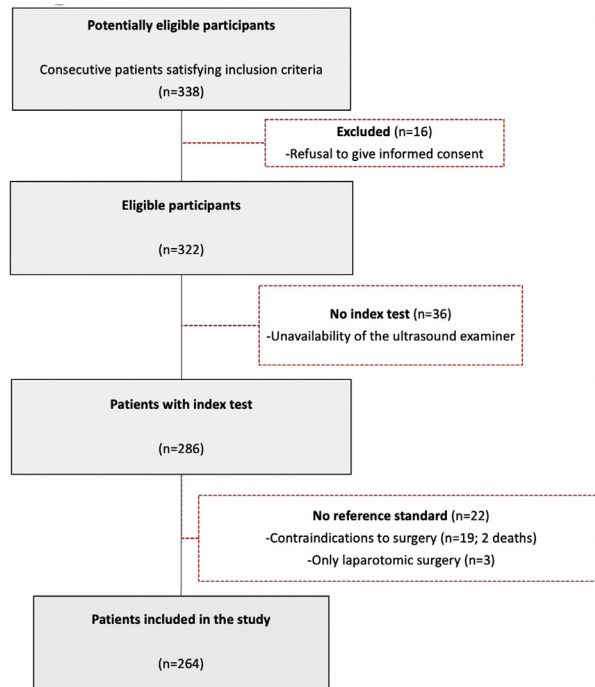 Potentially eligible participants
Consecutive patients satisfying inclusion criteria
(n=338)
Excluded (n=16)
-Refusal to give informed consent
Eligible participants
(n=322)
No index test (n=36)
-Unavailability of the ultrasound examiner
Patients with index test
(n=286)
No reference standard (n=22)
-Contraindications to surgery (n=19; 2 deaths)
-Only laparotomic surgery (n=3)
Patients included in the study
(n=264)